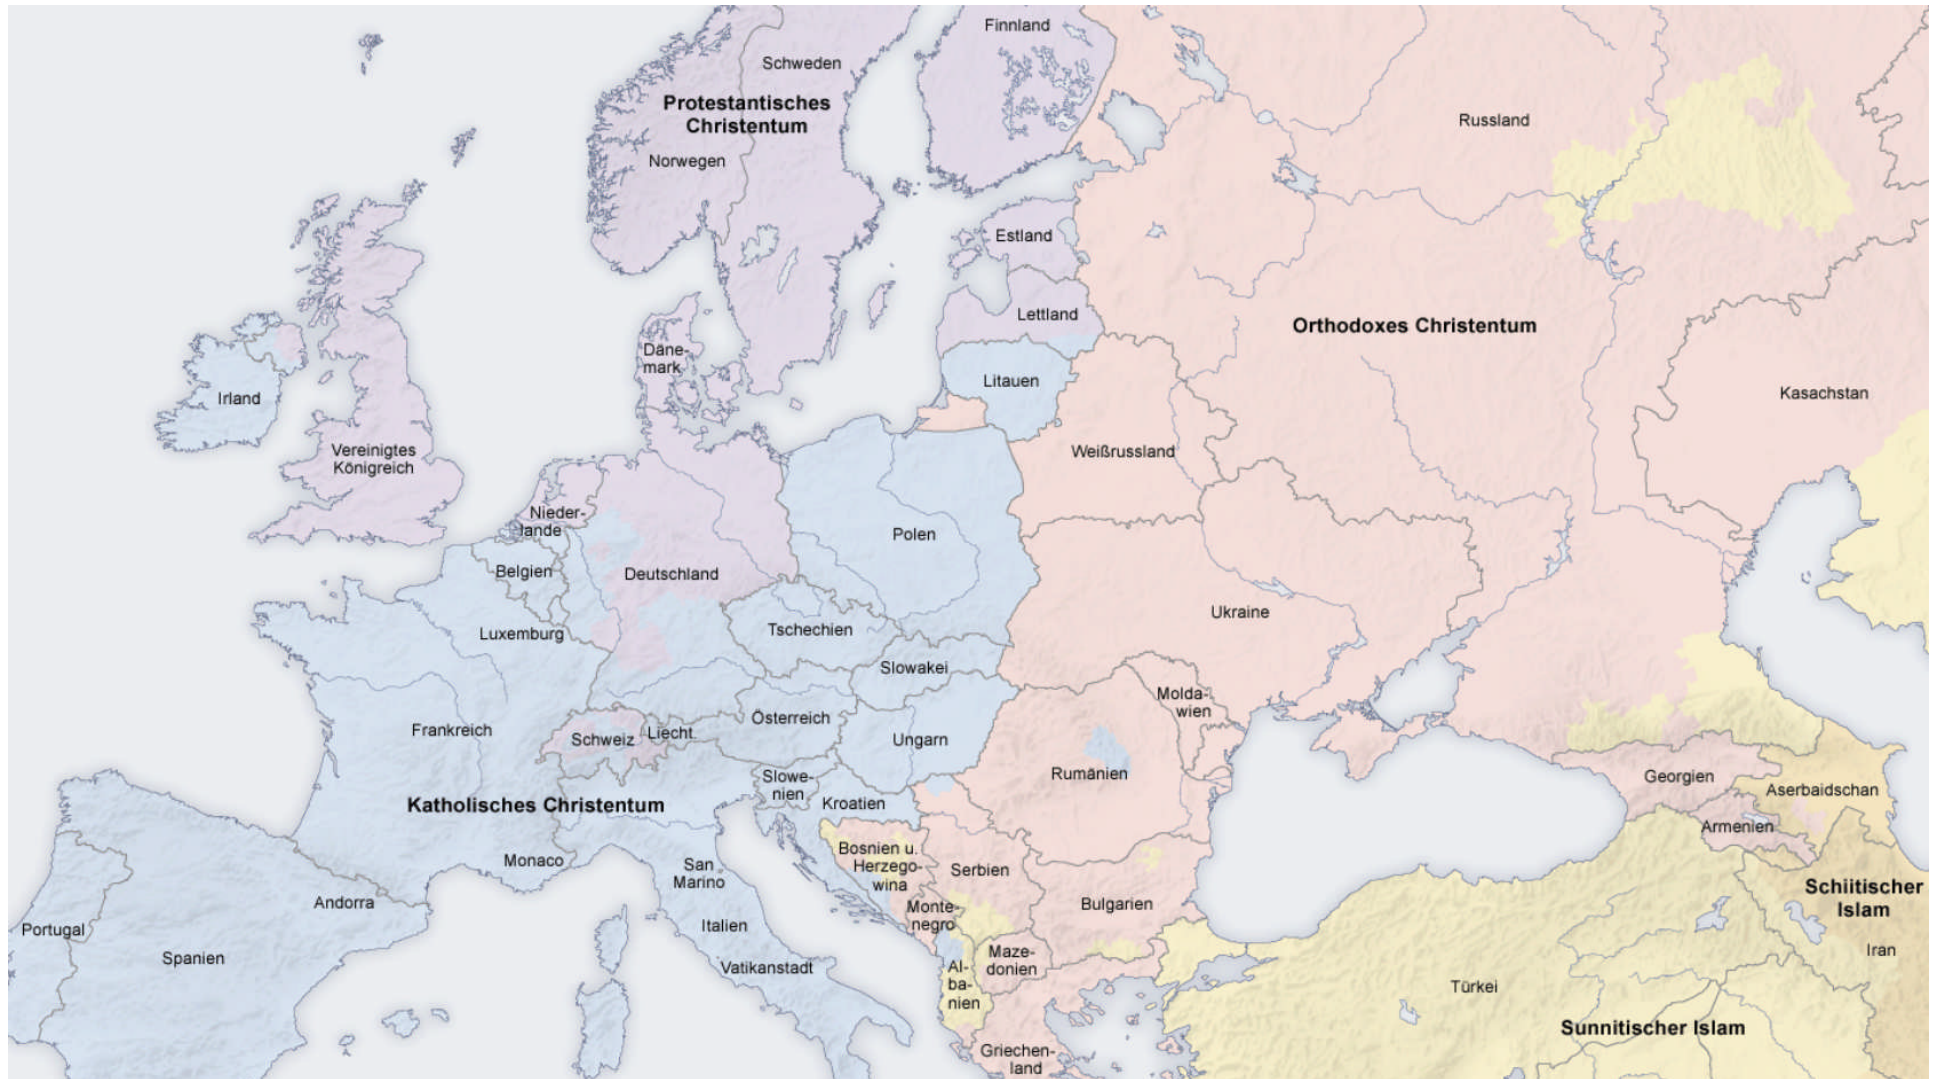 Finnland
Schweden
Protestantisches
Christentum
Russland
Norwegen
Estland
Lettland
Orthodoxes Christentum
Däne-
mark
Litauen
Kasachstan
Irland
Vereinigtes
Königreich
Weißrussland
Nieder-
lande
Polen
Belgien
Deutschland
Ukraine
Luxemburg
Tschechien
Slowakei
Molda-
wien
Österreich
Frankreich
Schweiz
Liecht.
Ungarn
Rumänien
Georgien
Slowe-
nien
Aserbaidschan
Katholisches Christentum
Kroatien
Armenien
Bosnien u.
Herzego-
wina
Monaco
San
Marino
Serbien
Schiitischer
Islam
Andorra
Monte-
negro
Bulgarien
Portugal
Italien
Iran
Spanien
Vatikanstadt
Maze-
donien
Al-
ba-
nien
Türkei
Sunnitischer Islam
Griechen-
land